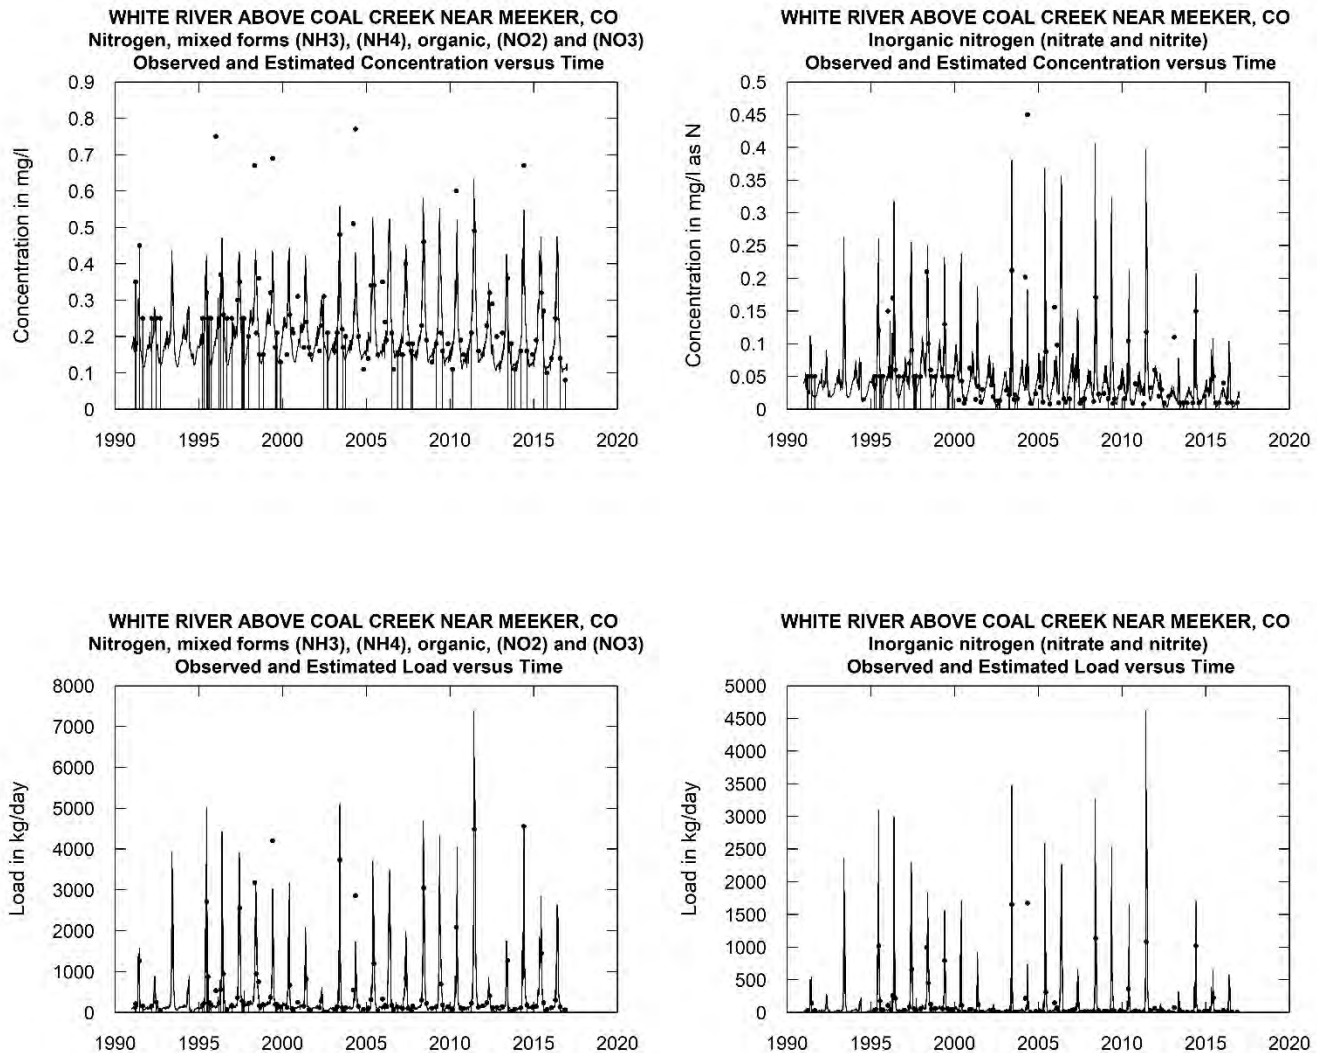 WHITE RIVER ABOVE COAL CREEK NEAR MEEKER, CO
Nitrogen, mixed forms (NH3), (NH4), organic, (NO2) and (NO3)
Observed and Estimated Concentration versus Time
Concentration in mg/l
0.9
0.8
0.7
0.6
0.5
0.4
0.3
0.2
0.1
0
1990 1995 2000 2005 2010 2015 2020
WHITE RIVER ABOVE COAL CREEK NEAR MEEKER, CO
Inorganic nitrogen (nitrate and nitrite)
Observed and Estimated Concentration versus Time
Concentration in mg/l as N
0.5
0.45
0.4
0.35
0.3
0.25
0.2
0.15
0.1
0.05
0
1990 1995 2000 2005 2010 2015 2020
WHITE RIVER ABOVE COAL CREEK NEAR MEEKER, CO
Nitrogen, mixed forms (NH3), (NH4), organic, (NO2) and (NO3)
Observed and Estimated Load versus Time
Load in kg/day
8000
7000
6000
5000
4000
3000
2000
1000
0
1990 1995 2000 2005 2010 2015 2020
WHITE RIVER ABOVE COAL CREEK NEAR MEEKER, CO
Inorganic nitrogen (nitrate and nitrite)
Observed and Estimated Load versus Time
Load in kg/day
5000
4500
4000
3500
3000
2500
2000
1500
1000
500
0
1990 1995 2000 2005 2010 2015 2020